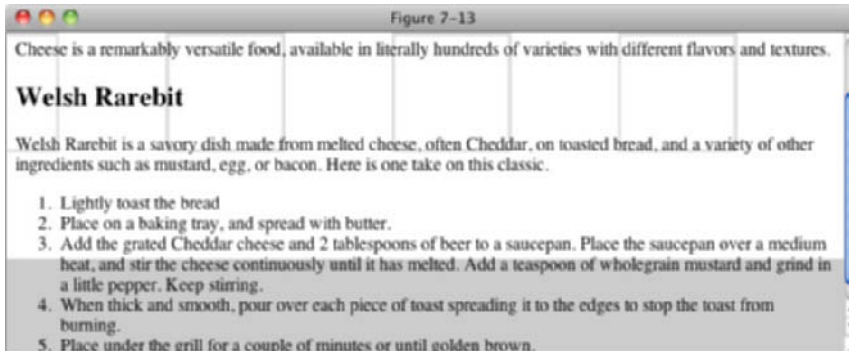 Figure 7-13
Cheese is a remarkably versatile food, available in literally hundreds of varieties with different flavors and textures.
Welsh Rarebit
Welsh Rarebit is a savory dish made from melted cheese, often Cheddar, on toasted bread, and a variety of other
ingredients such as mustard, egg, or bacon. Here is one take on this classic.
1. Lightly toast the bread
2. Place on a baking tray, and spread with butter.
3. Add the grated Cheddar cheese and 2 tablespoons of beer to a saucepan. Place the saucepan over a medium
heat, and stir the cheese continuously until it has melted. Add a teaspoon of wholegrain mustard and grind in
a little pepper. Keep stirring.
4. When thick and smooth, pour over each piece of toast spreading it to the edges to stop the toast from
burning.
5. Place under the grill for a couple of minutes or until golden brown.